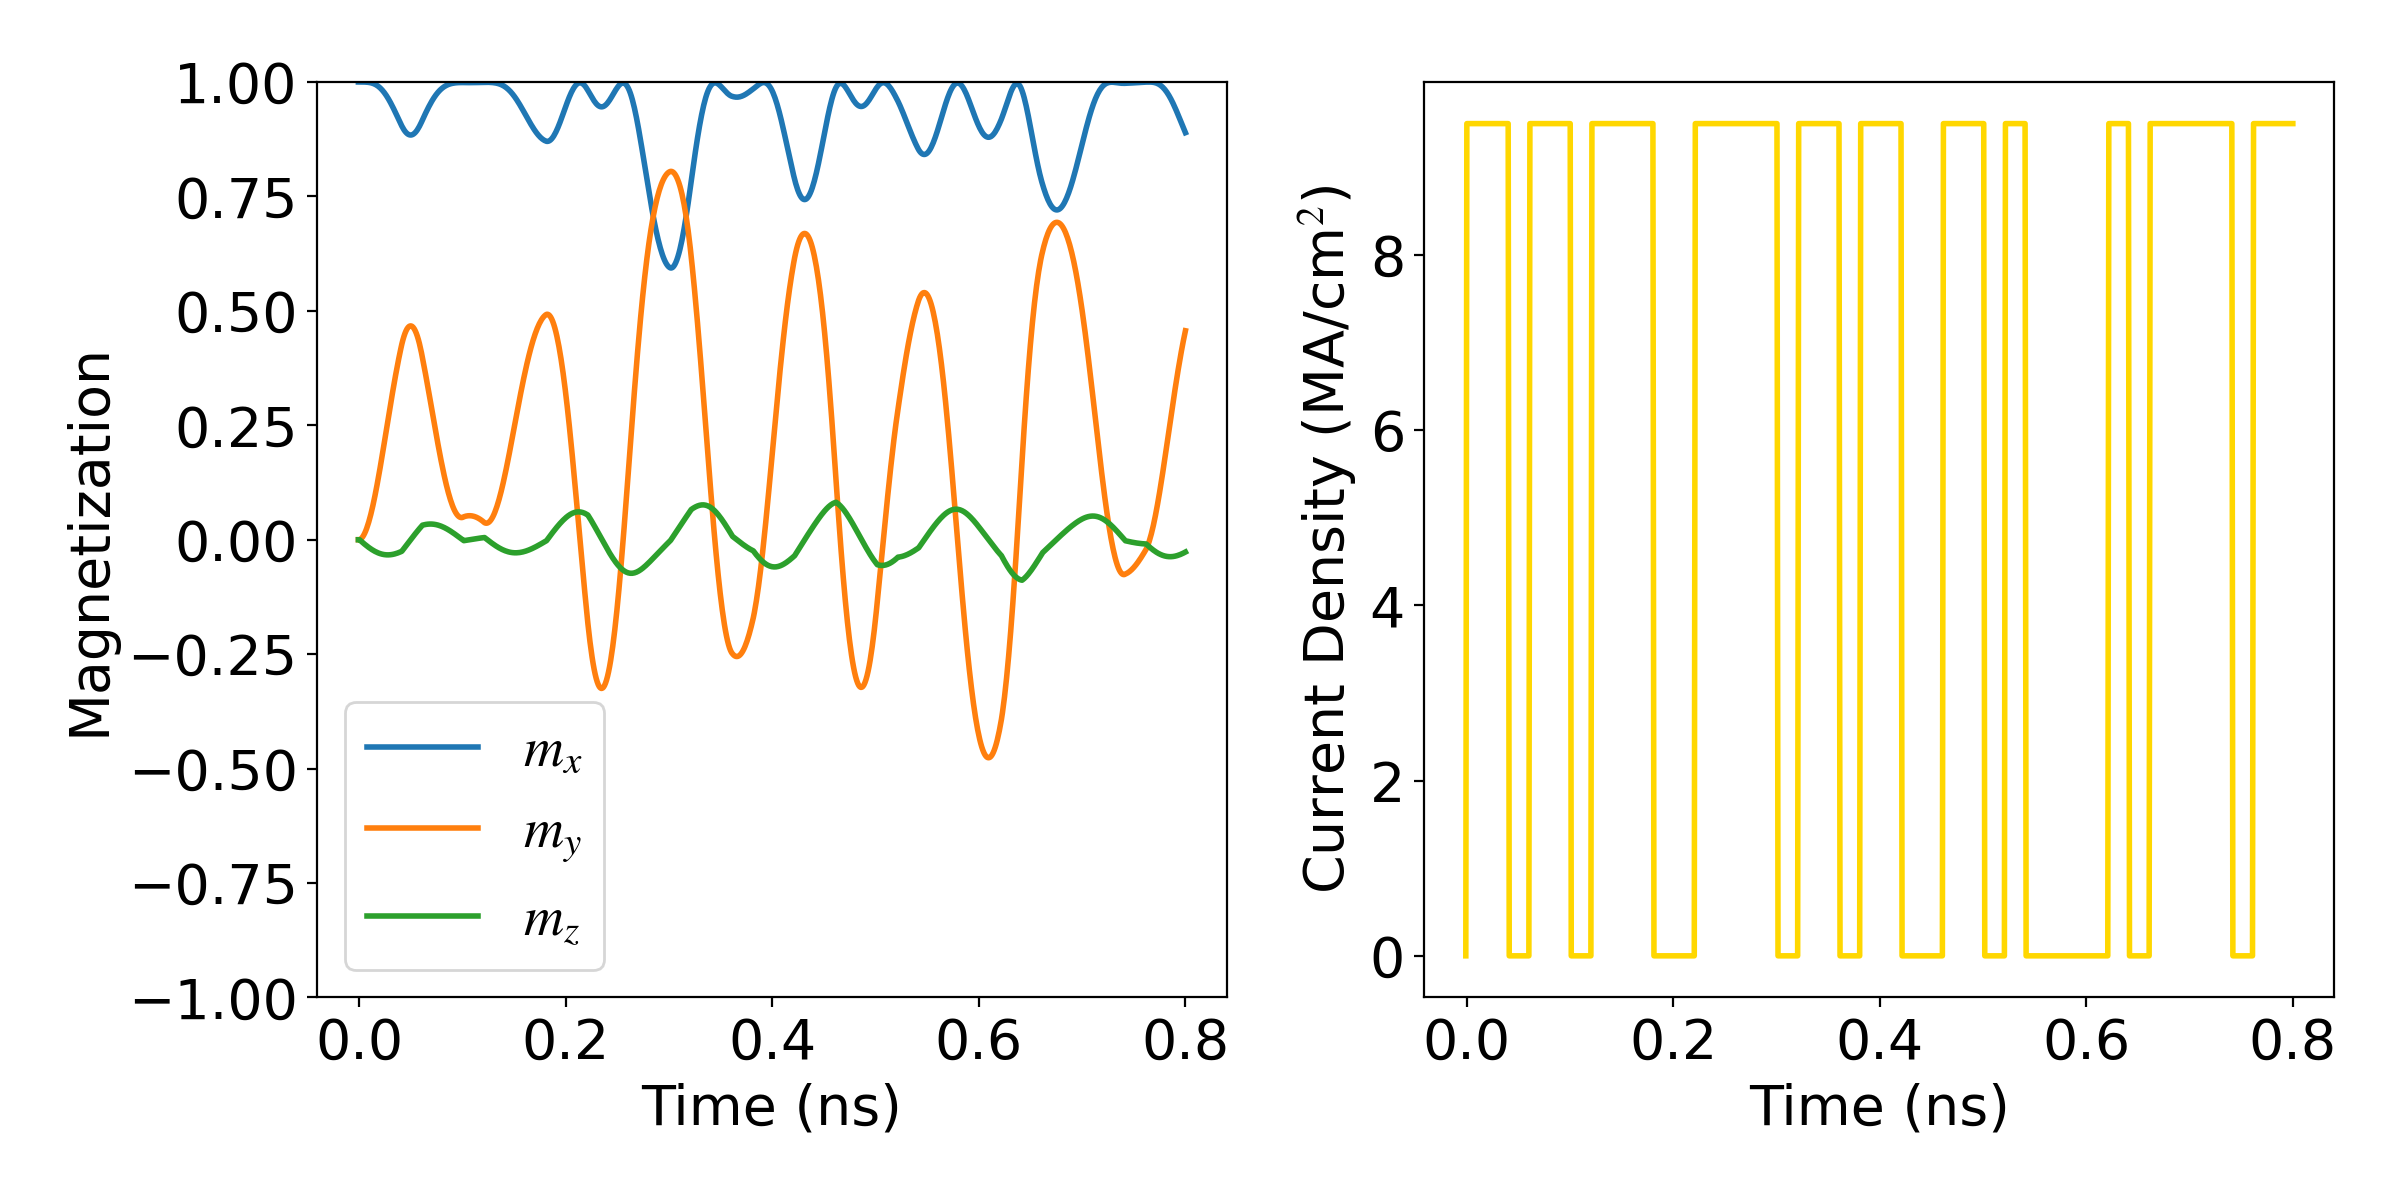 1.00
0.75
0.50
0.25
0.00
−0.25
−0.50
−0.75
−1.00
Magnetization
m_x
m_y
m_z
0.0 0.2 0.4 0.6 0.8
Time (ns)
8
6
4
2
0
Current Density (MA/cm²)
0.0 0.2 0.4 0.6 0.8
Time (ns)